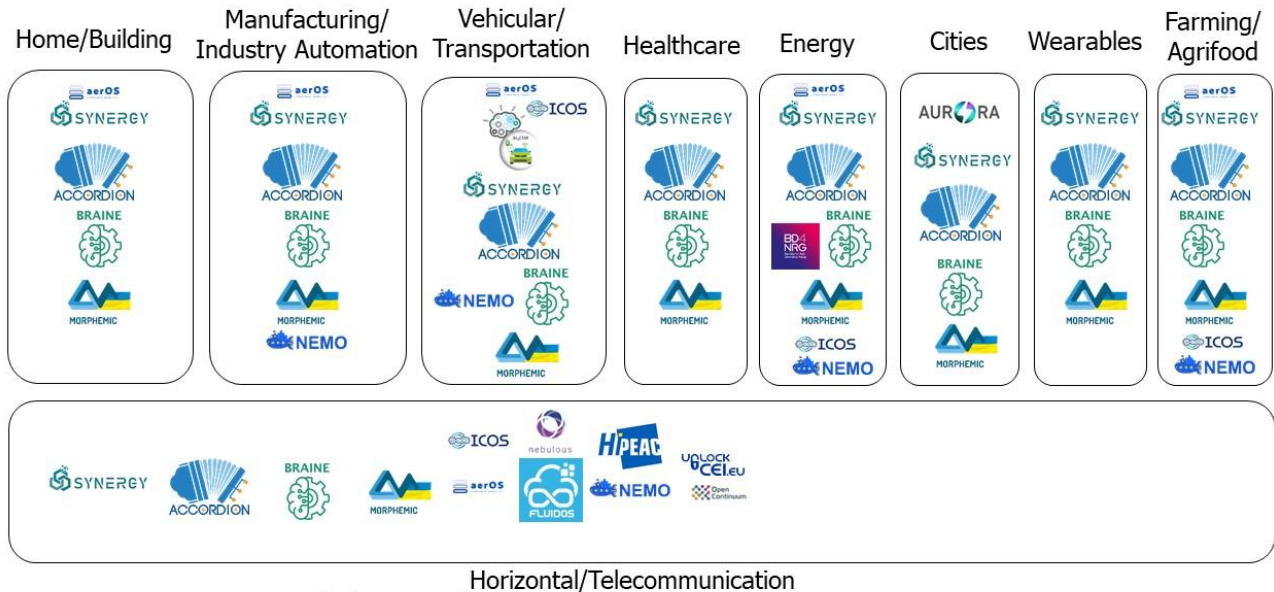 Home/Building
Manufacturing/
Industry Automation
Vehicular/
Transportation
Healthcare
Energy
Cities
Wearables
Farming/
Agrifood
aerOS
SYNERGY
ACCORDION
BRAINE
MORPHEMIC
aerOS
SYNERGY
ACCORDION
BRAINE
MORPHEMIC
NEMO
aerOS
ICOS
SYNERGY
ACCORDION
BRAINE
NEMO
MORPHEMIC
SYNERGY
ACCORDION
BRAINE
MORPHEMIC
aerOS
SYNERGY
ACCORDION
BRAINE
BD4
NRG
MORPHEMIC
ICOS
NEMO
AURORA
SYNERGY
ACCORDION
BRAINE
MORPHEMIC
SYNERGY
ACCORDION
BRAINE
MORPHEMIC
aerOS
SYNERGY
ACCORDION
BRAINE
MORPHEMIC
ICOS
NEMO
SYNERGY
ACCORDION
BRAINE
MORPHEMIC
ICOS
aerOS
nebulous
FLUIDOS
HiPEAC
NEMO
UNLOCK
CEI.EU
Open
Continuum
Horizontal/Telecommunication